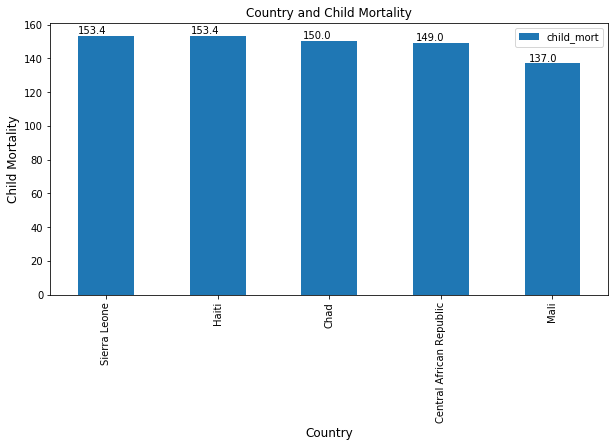 Country and Child Mortality
child_mort
153.4
153.4
150.0
149.0
137.0
160
140
120
100
80
60
40
20
0
Child Mortality
Sierra Leone
Haiti
Chad
Central African Republic
Mali
Country